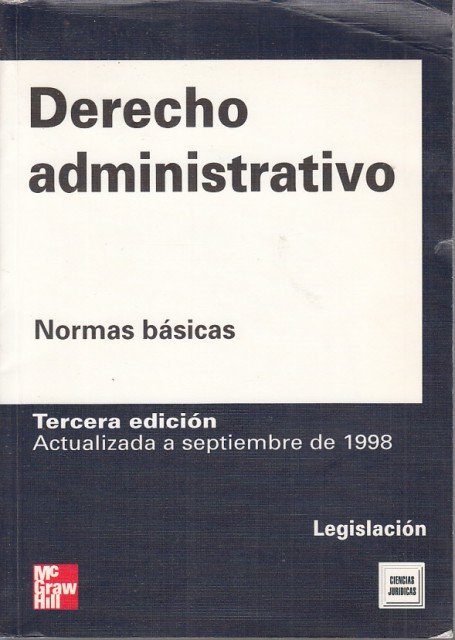 Derecho
administrativo
Normas básicas
Tercera edición
Actualizada a septiembre de 1998
Legislación
Mc
Graw
Hill
CIENCIAS
JURIDICAS